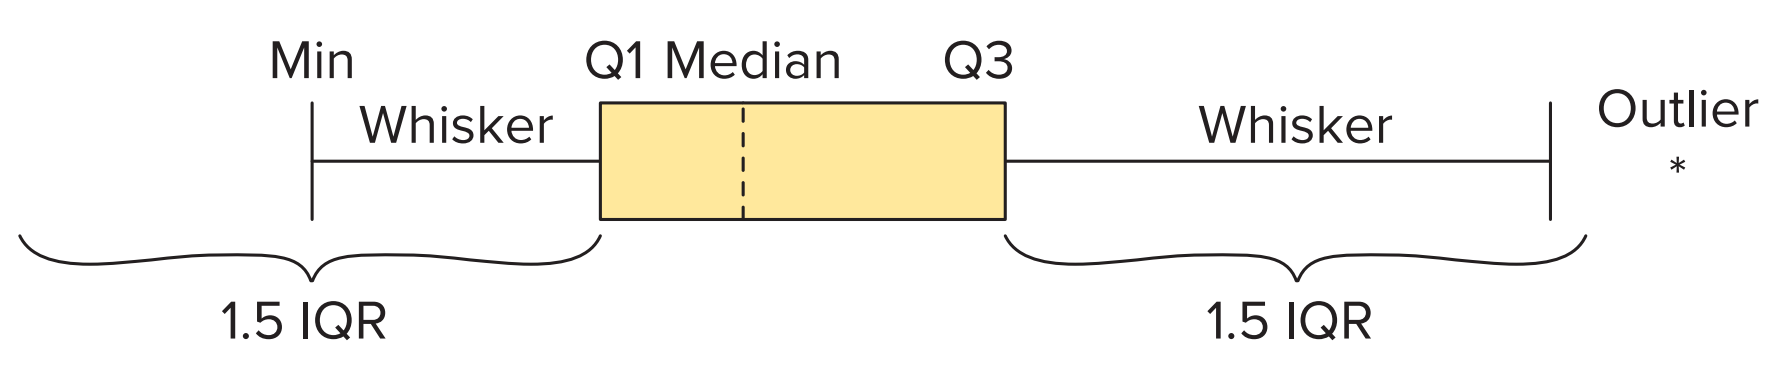 Min Q1 Median Q3
Outlier
Whisker Whisker
*
1.5 IQR 1.5 IQR